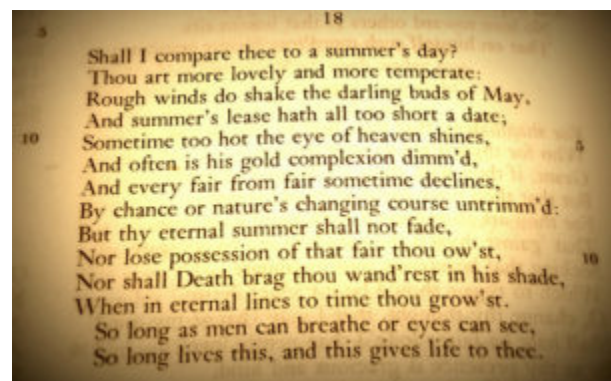 18
5
Shall I compare thee to a summer's day?
Thou art more lovely and more temperate:
Rough winds do shake the darling buds of May,
And summer's lease hath all too short a date;
10 Sometime too hot the eye of heaven shines, 5
And often is his gold complexion dimm'd,
And every fair from fair sometime declines,
By chance or nature's changing course untrimm'd:
But thy eternal summer shall not fade,
Nor lose possession of that fair thou ow'st, 10
Nor shall Death brag thou wand'rest in his shade,
When in eternal lines to time thou grow'st.
So long as men can breathe or eyes can see,
So long lives this, and this gives life to thee.